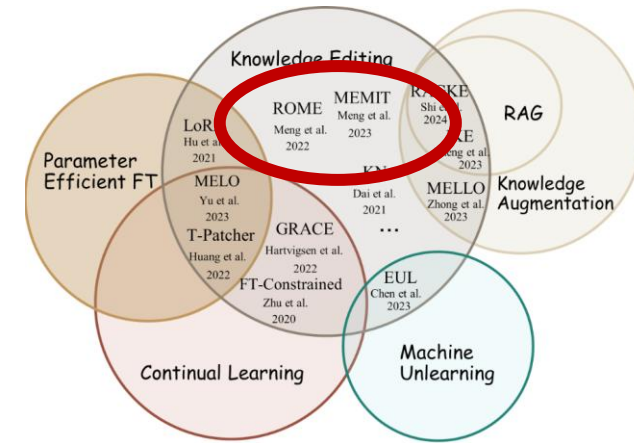 Knowledge Editing
ROME
Meng et al.
2022
MEMIT
Meng et al.
2023
Shi et a
2024
RAG
Hu et al.
2021
Parameter
Efficient FT
MELO
Yu et al.
2023
T-Patcher
Huang et al.
2022
GRACE
Hartvigsen et al.
2022
FT-Constrained
Zhu et al.
2020
Dai et al.
2021
...
2023
MELLO
Zhong et al.
2023
Knowledge
Augmentation
EUL
Chen et al.
2023
Continual Learning
Machine
Unlearning